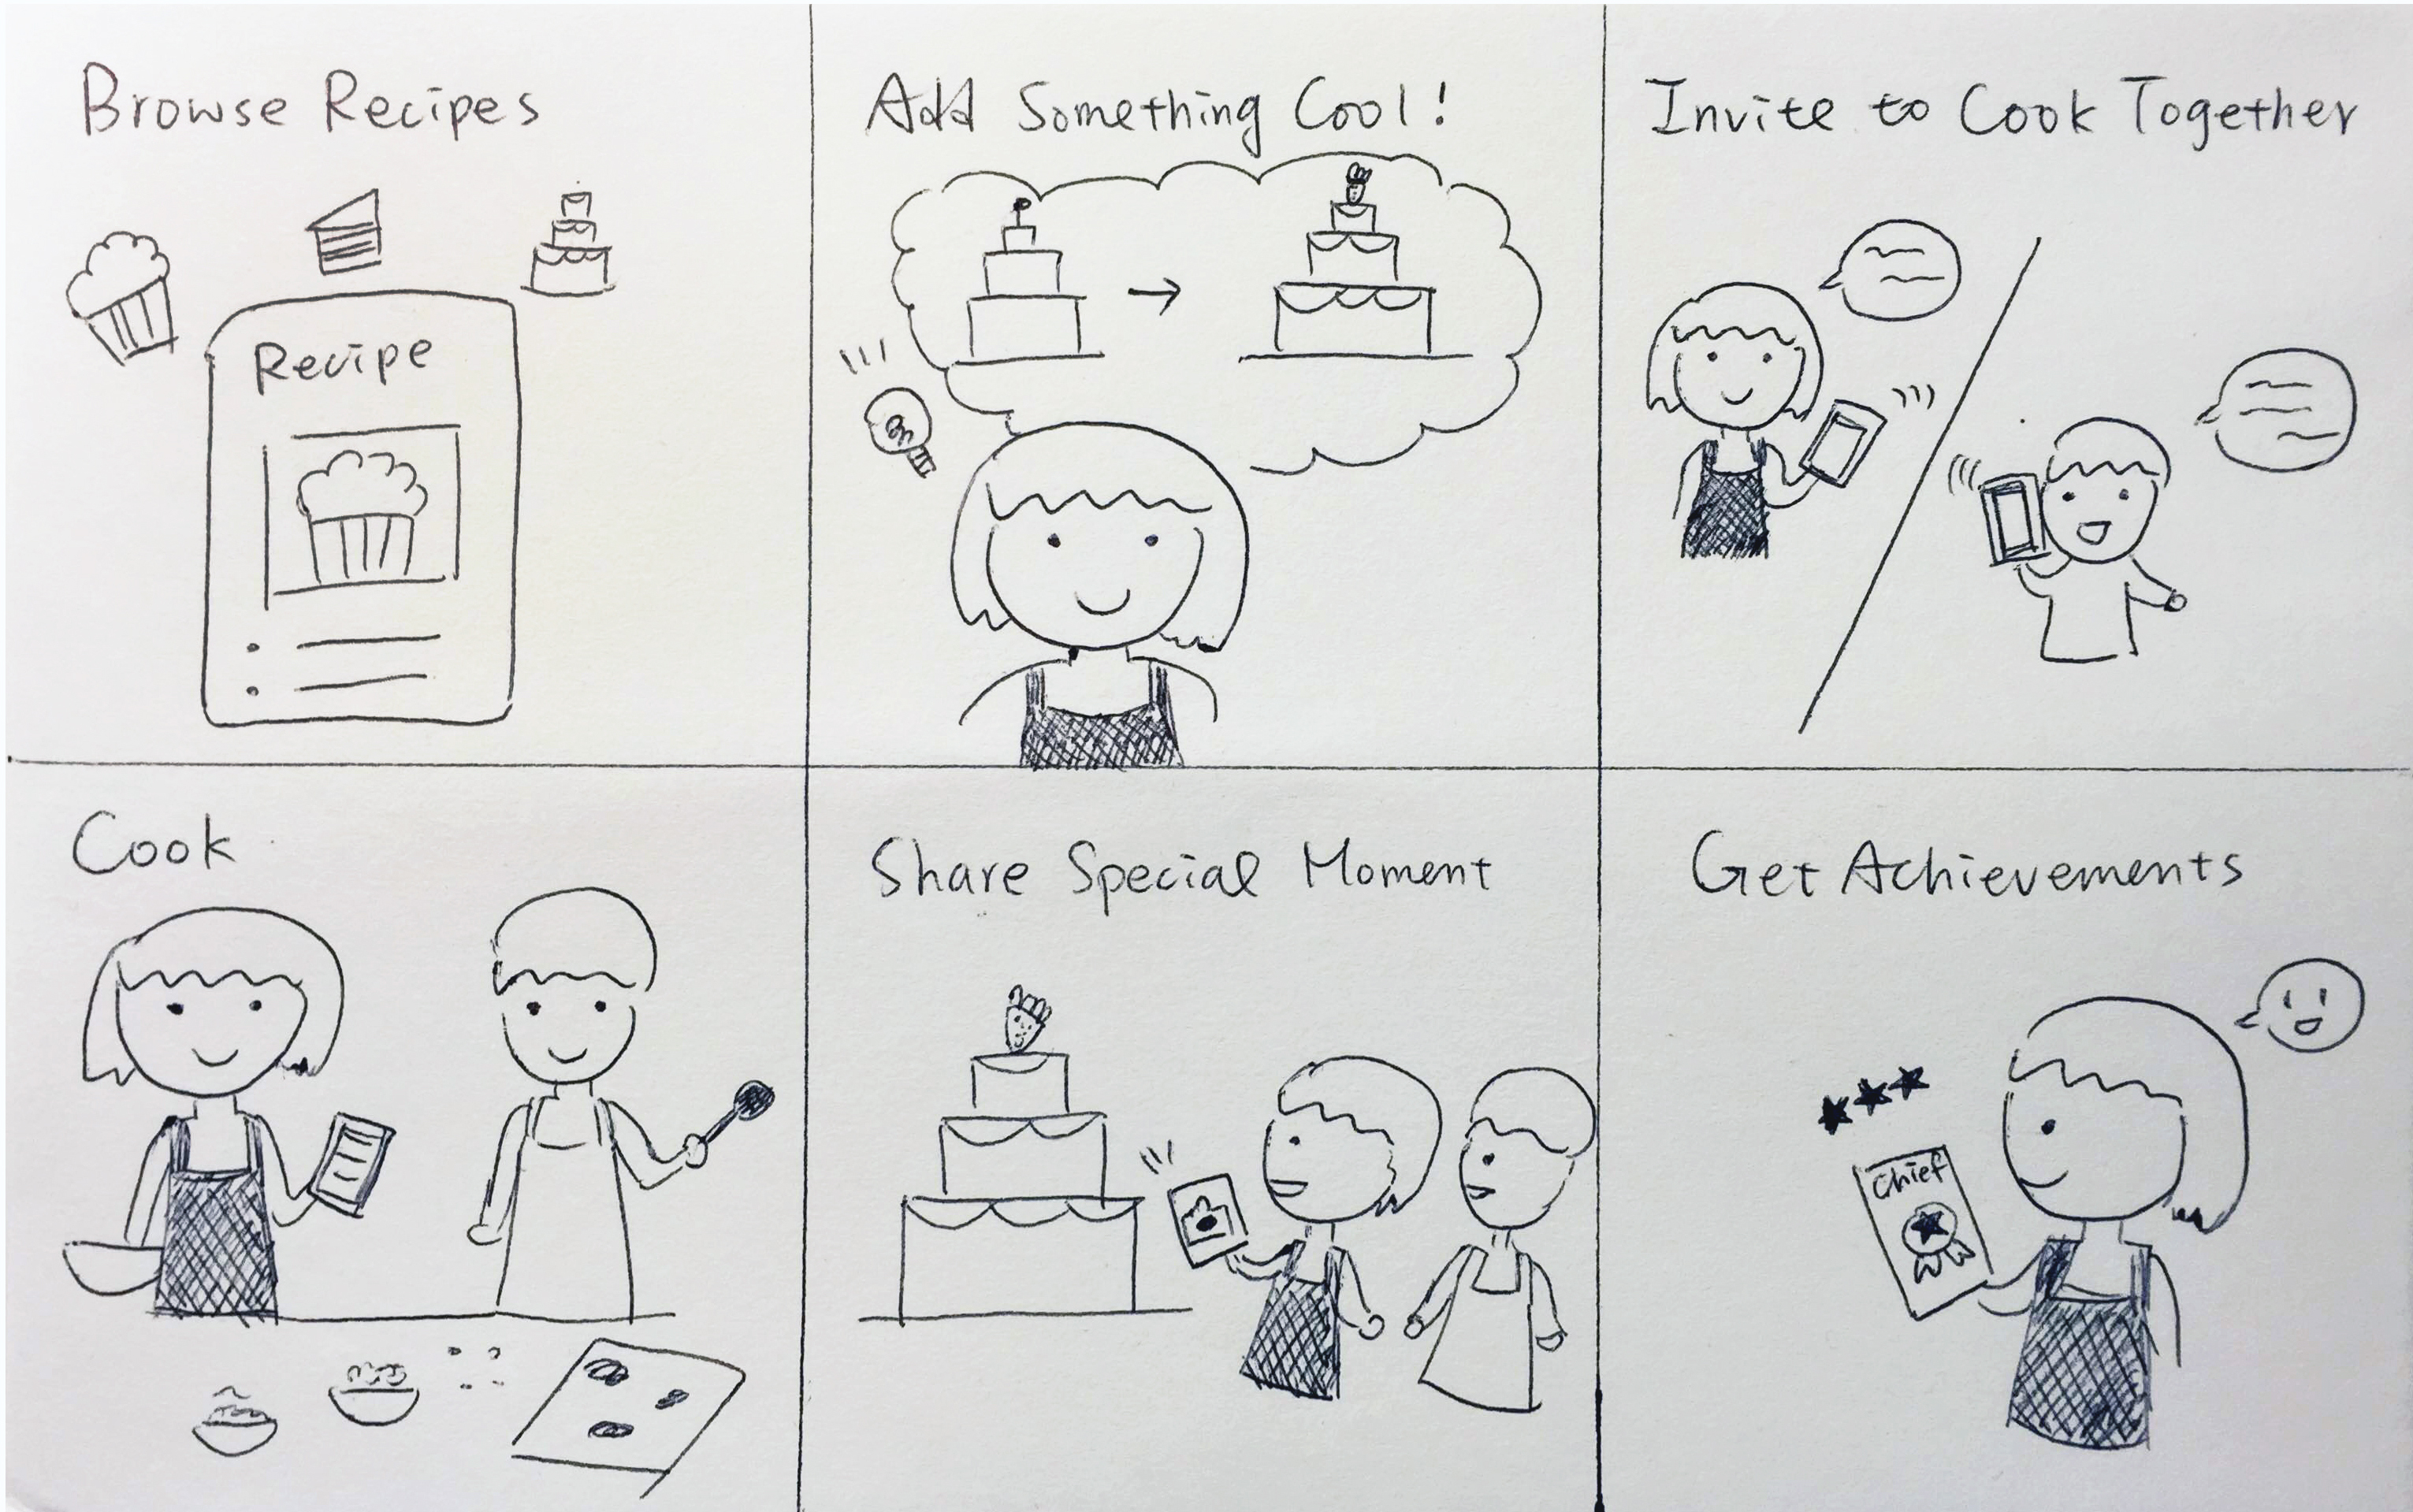 Browse Recipes
Recipe
Add Something Cool!
Invite to Cook Together
Cook
Share Special Moment
Get Achievements
Chief